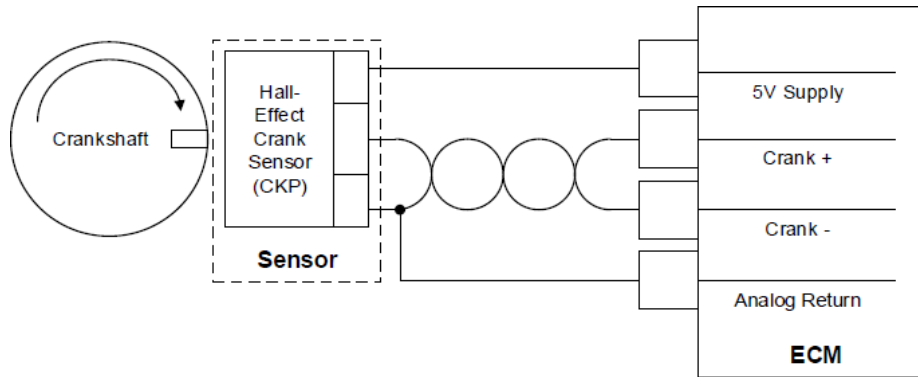 Crankshaft
Hall-
Effect
Crank
Sensor
(CKP)
Sensor
5V Supply
Crank +
Crank -
Analog Return
ECM